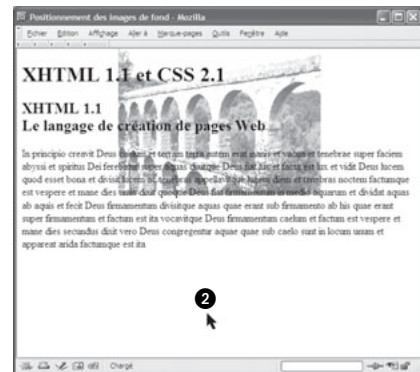 Positionnement des images de fond - Mozilla
Fichier Edition Affichage Aller à Marque-pages Outils Fenêtre Aide
XHTML 1.1 et CSS 2.1
XHTML 1.1
Le langage de création de pages Web
In principio creavit Deus caelum et terram terra autem erat inanis et vacua et tenebrae super faciem
abyssi et spiritus Dei ferebatur super aquas dixitque Deus fiat lux et facta est lux et vidit Deus lucem
quod esset bona et divisit lucem ac tenebras appellavitque lucem diem et tenebras noctem factumque
est vespere et mane dies unus dixit quoque Deus fiat firmamentum in medio aquarum et dividat aquas
ab aquis et fecit Deus firmamentum divisitque aquas quae erant sub firmamento ab his quae erant
super firmamentum et factum est ita vocavitque Deus firmamentum caelum et factum est vespere et
mane dies secundus dixit vero Deus congregentur aquae quae sub caelo sunt in locum unum et
appareat arida factumque est ita
2
Chargé